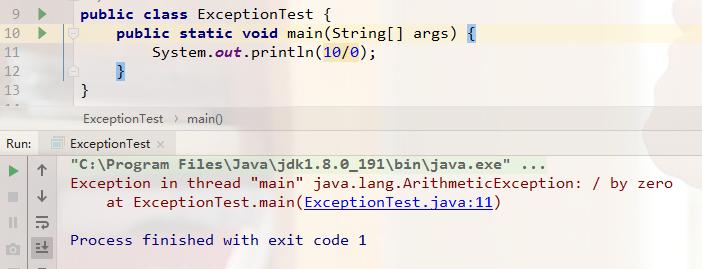 9 public class ExceptionTest {
10 public static void main(String[] args) {
11 System.out.println(10/0);
12 }
13 }
ExceptionTest › main()
Run: ExceptionTest ×
"C:\Program Files\Java\jdk1.8.0_191\bin\java.exe" ...
Exception in thread "main" java.lang.ArithmeticException: / by zero
at ExceptionTest.main(ExceptionTest.java:11)
Process finished with exit code 1